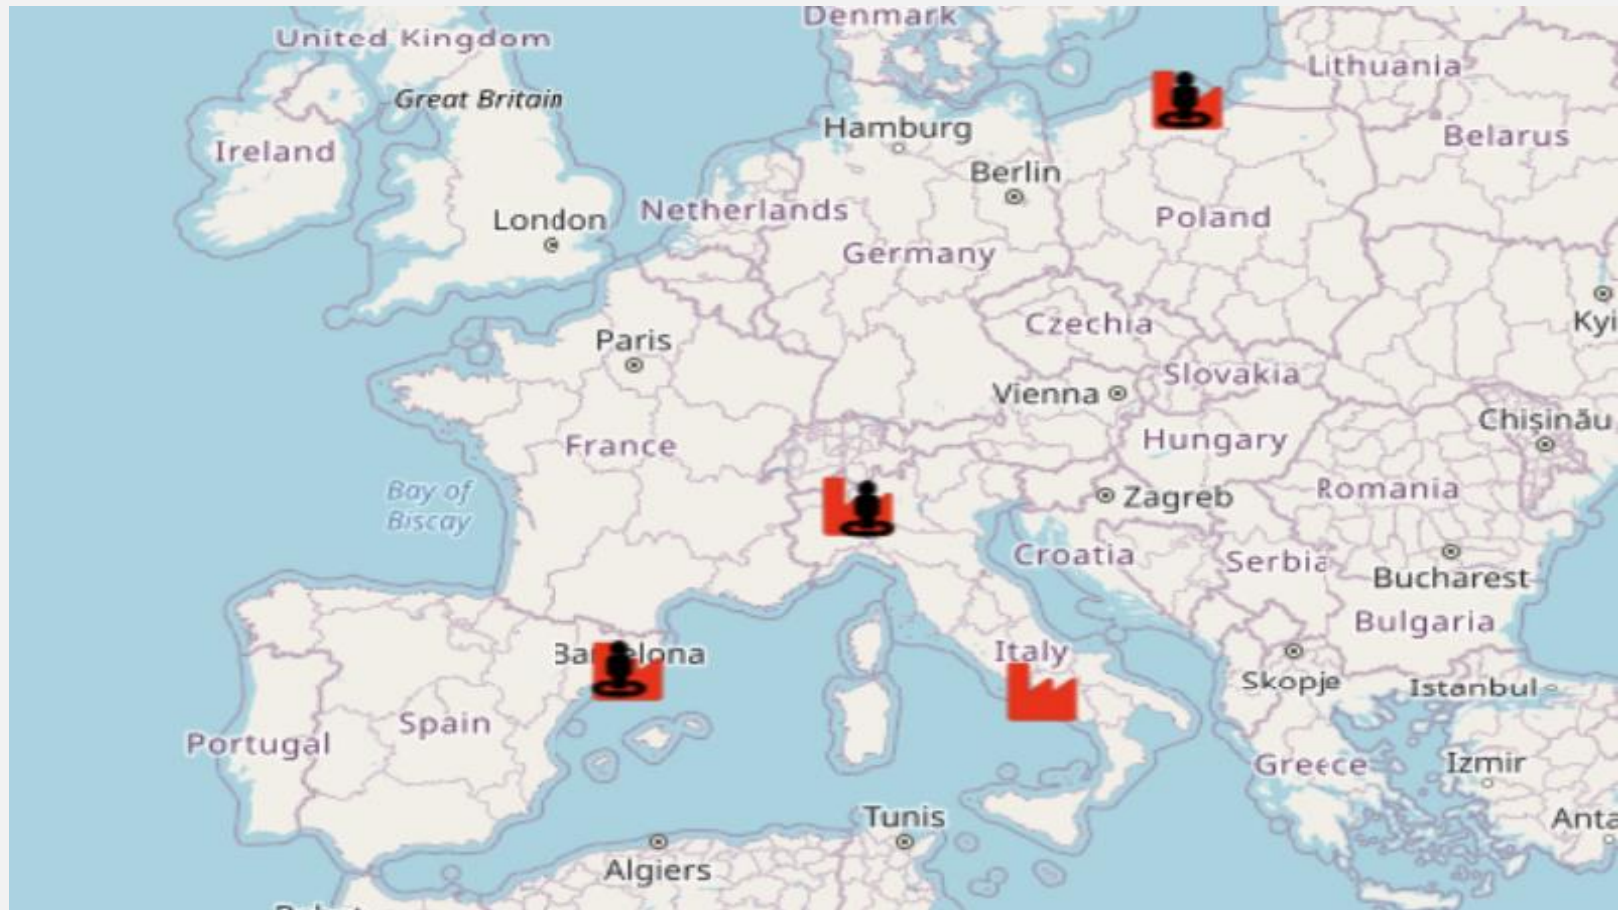 Denmark
United Kingdom
Lithuania
Great Britain
Hamburg
Belarus
Ireland
Berlin
London
Netherlands
Poland
Germany
Czechia
Kyi
Paris
Slovakia
Vienna
Chișinău
France
Hungary
Bay of
Biscay
Zagreb
Romania
Croatia
Serbia
Bucharest
Bulgaria
Italy
Skopje
Istanbul
Spain
Portugal
Greece
Izmir
Tunis
Anta
Algiers